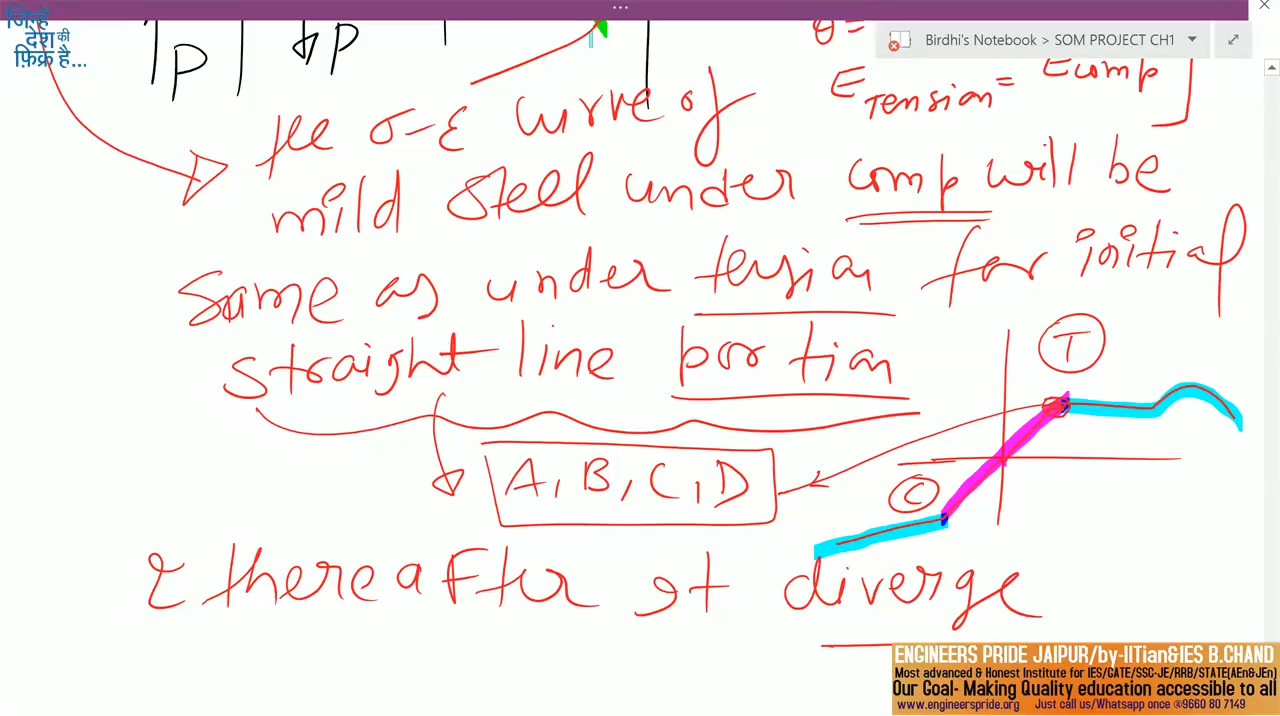 जिन्हें
देश की
फ़िक्र है...
Birdhi's Notebook > SOM PROJECT CH1
p p
θ=
E Tension = Ecomp
the σ-ε curve of
mild steel under comp will be
same as under tension for initial
straight line portion
T
A, B, C, D
C
& thereafter it diverge
ENGINEERS PRIDE JAIPUR/by-IITian&IES B.CHAND
Most advanced & Honest Institute for IES/GATE/SSC-JE/RRB/STATE(AEn&JEn)
Our Goal- Making Quality education accessible to all
www.engineerspride.org Just call us/Whatsapp once @9660 80 7149